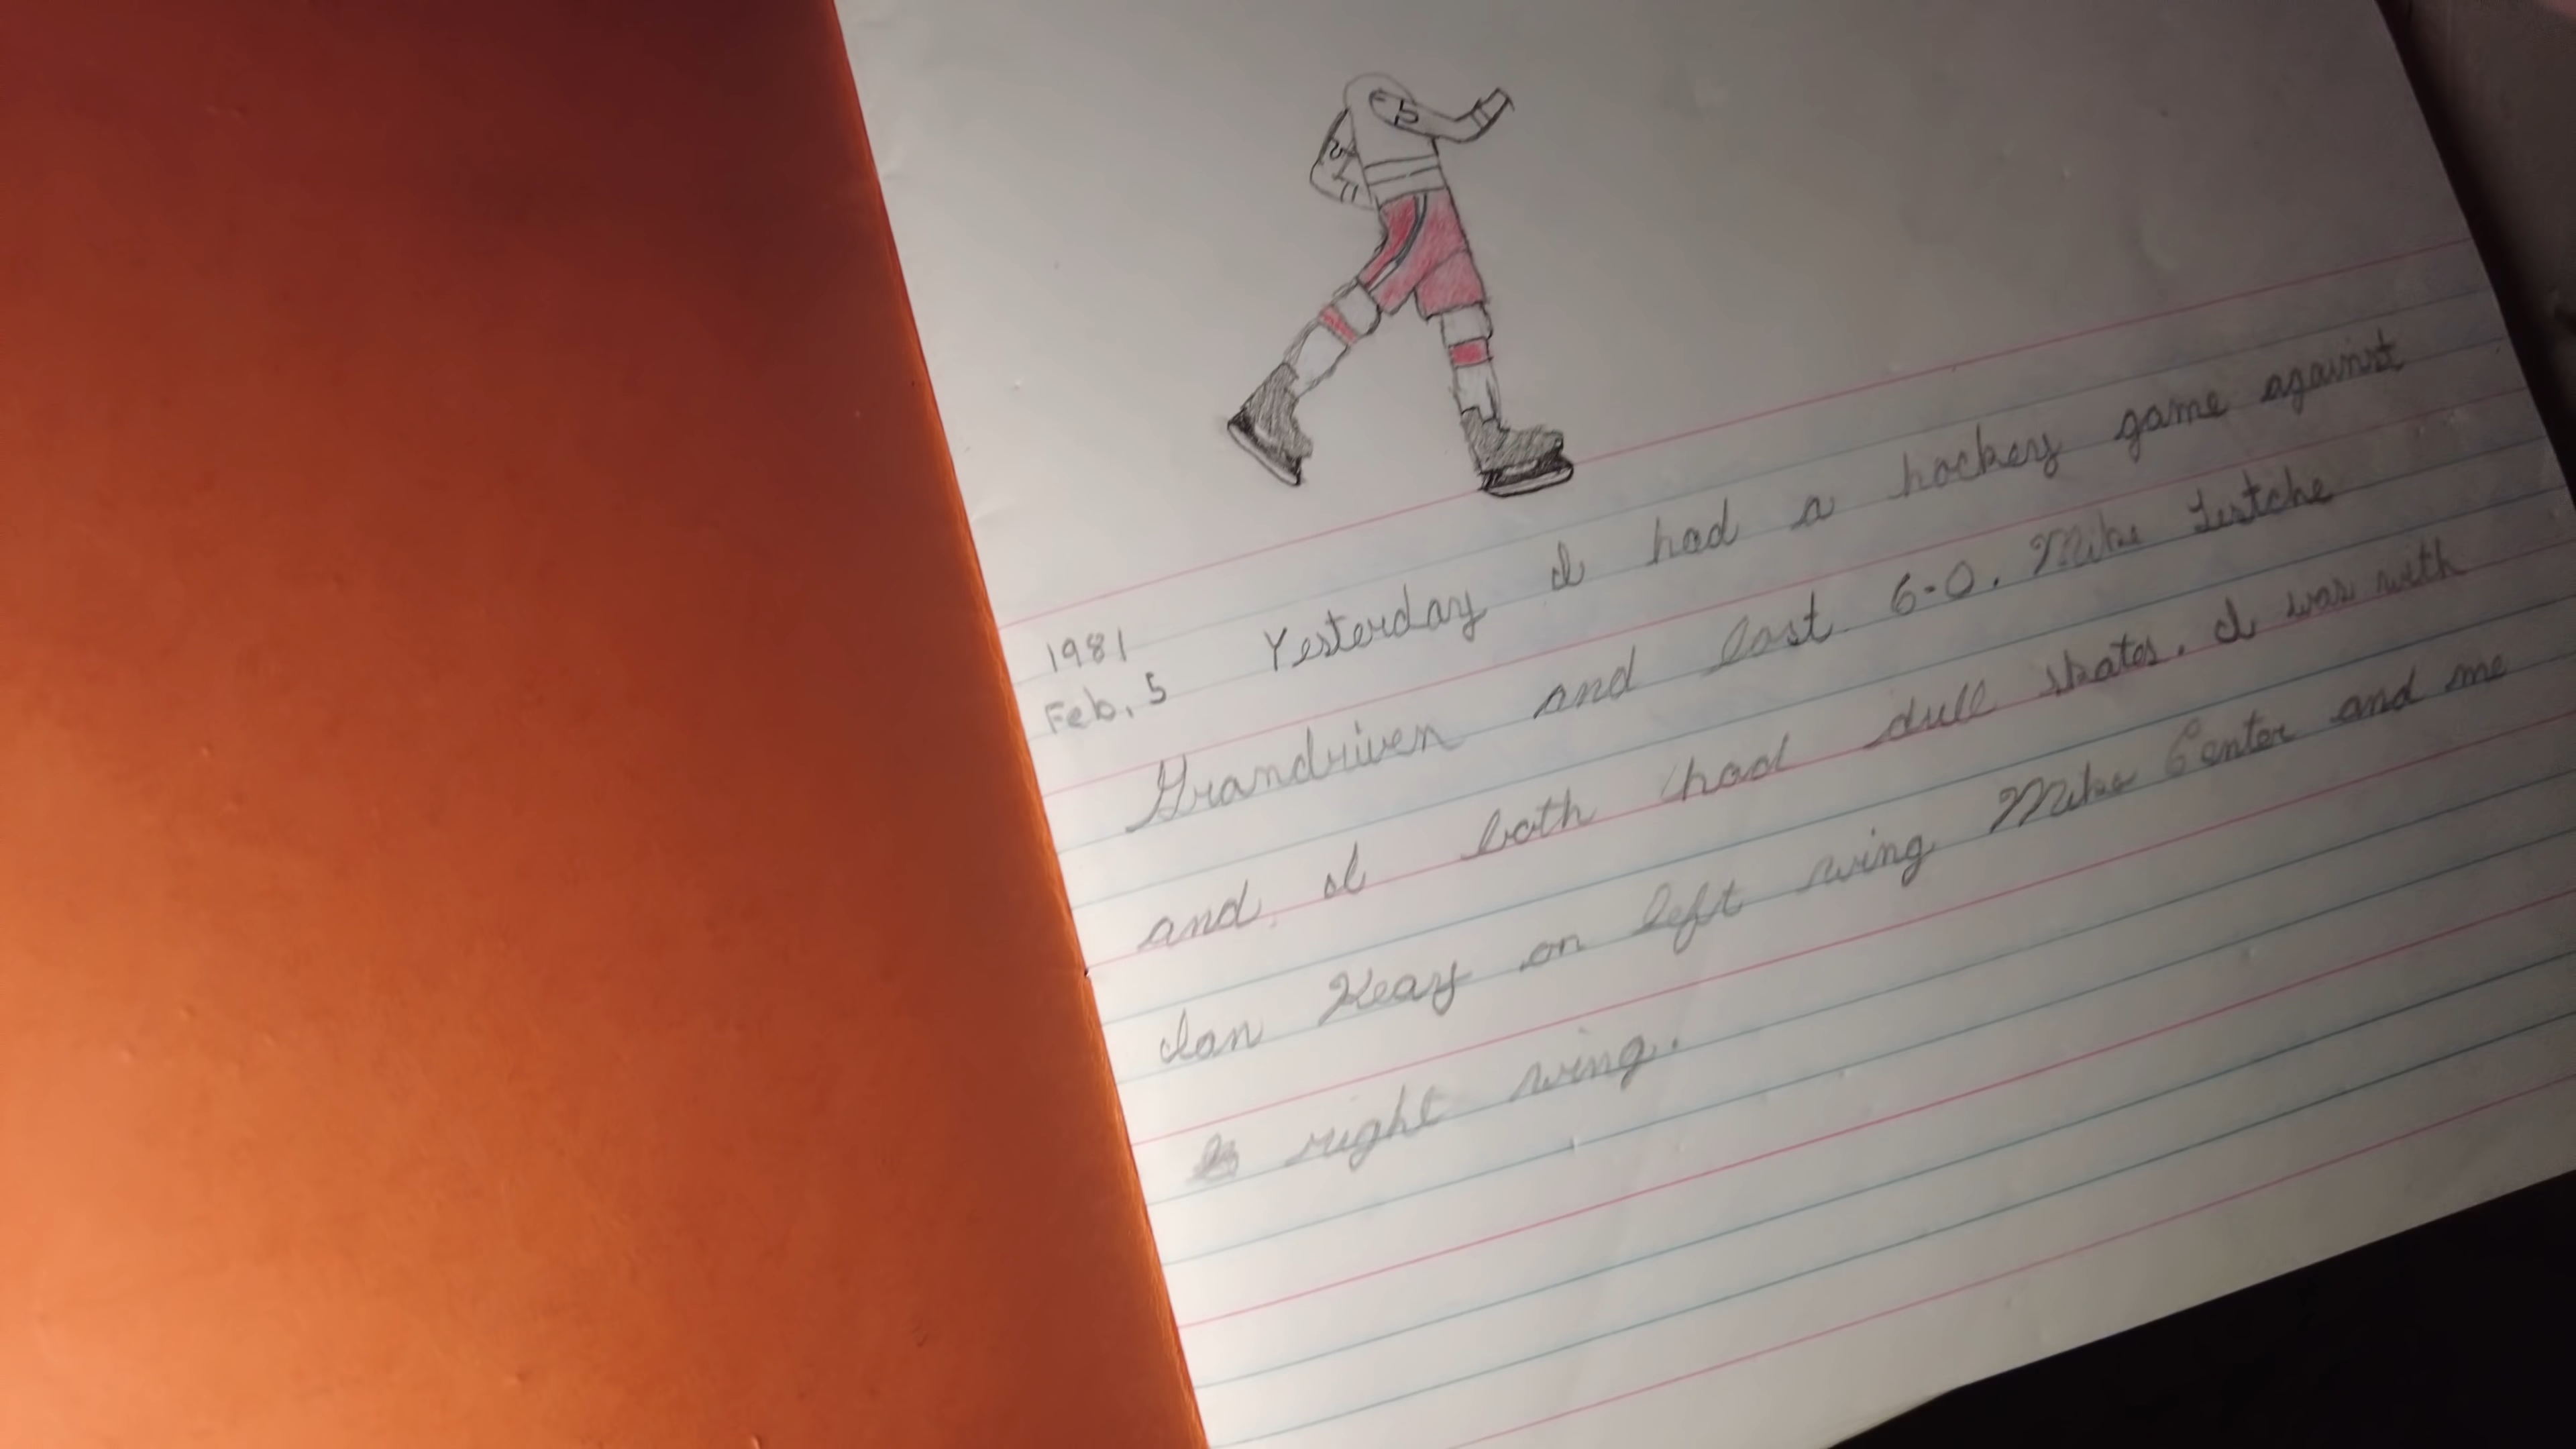 1981
Feb. 5
Yesterday I had a hockey game against
Grandriven and lost 6-0. Mike
and I both had dull skates. I was with
Ian Keay on left wing Mike Center and me
right wing.